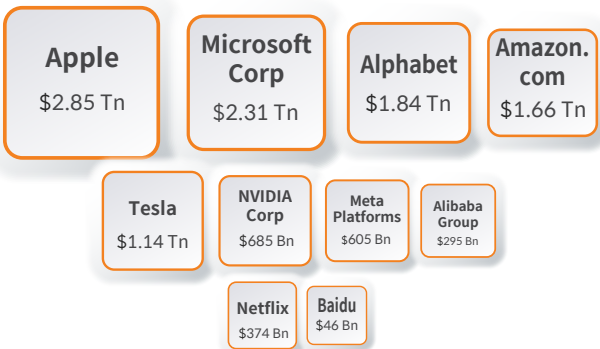 Apple
$2.85 Tn
Microsoft
Corp
$2.31 Tn
Alphabet
$1.84 Tn
Amazon.
com
$1.66 Tn
Tesla
$1.14 Tn
NVIDIA
Corp
$685 Bn
Meta
Platforms
$605 Bn
Alibaba
Group
$295 Bn
Netflix
$374 Bn
Baidu
$46 Bn